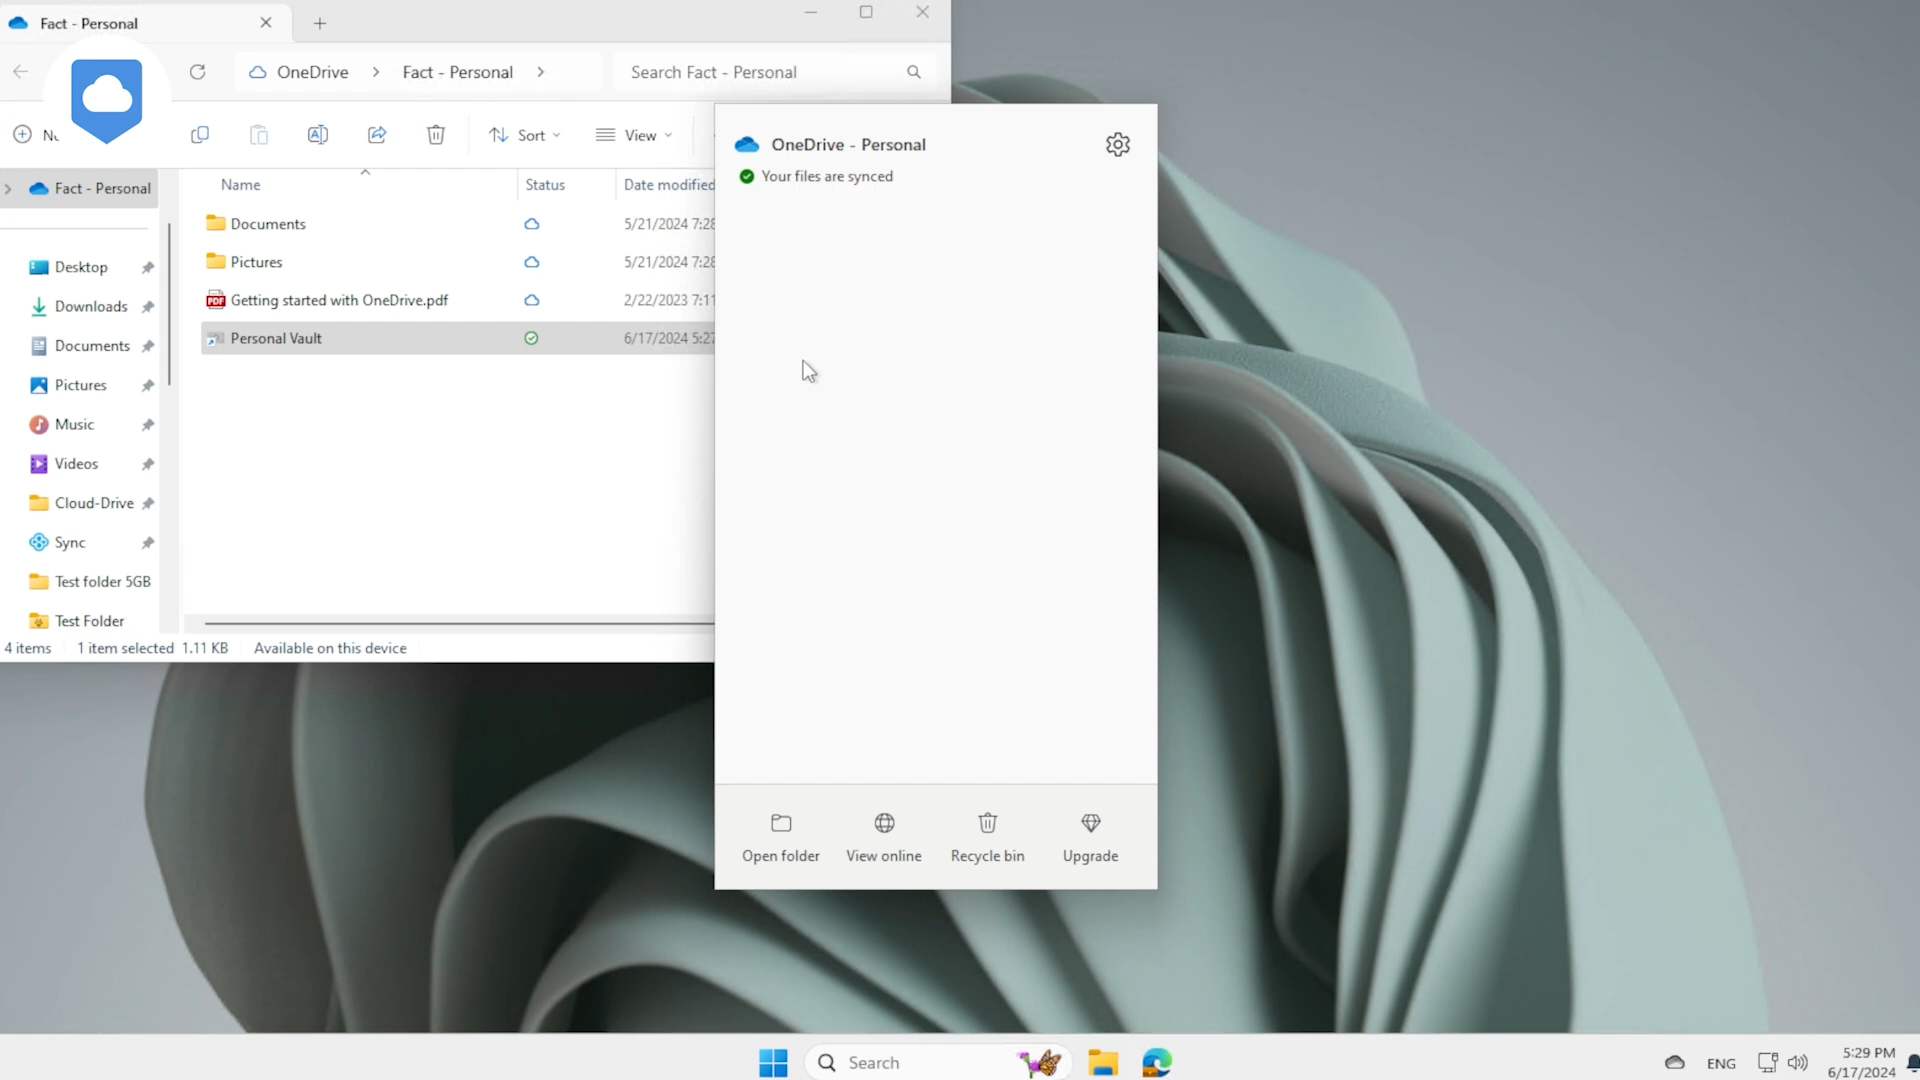 Fact - Personal
OneDrive
Fact - Personal
Search Fact - Personal
Sort
View
OneDrive - Personal
Your files are synced
Fact - Personal
Name
Status
Date modified
Documents
5/21/2024 7:28
Pictures
5/21/2024 7:28
PDF
Getting started with OneDrive.pdf
2/22/2023 7:11
Personal Vault
6/17/2024 5:27
Desktop
Downloads
Documents
Pictures
Music
Videos
Cloud-Drive
Sync
Test folder 5GB
Test Folder
4 items
1 item selected 1.11 KB
Available on this device
Open folder
View online
Recycle bin
Upgrade
Search
ENG
5:29 PM
6/17/2024